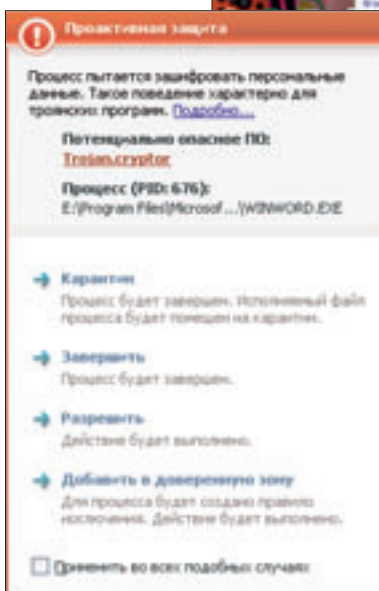 Проактивная защита
Процесс пытается зашифровать персональные
данные. Такое поведение характерно для
троянских программ. Подробно...
Потенциально опасное ПО:
Trojan.cryptor
Процесс (PID: 676):
E:\Program Files\Microsof...\WINWORD.EXE
Карантин
Процесс будет завершен. Исполняемый файл
процесса будет помещен на карантин.
Завершить
Процесс будет завершен.
Разрешить
Действие будет выполнено.
Добавить в доверенную зону
Для процесса будет создано правило
исключения. Действие будет выполнено.
Применить во всех подобных случаях